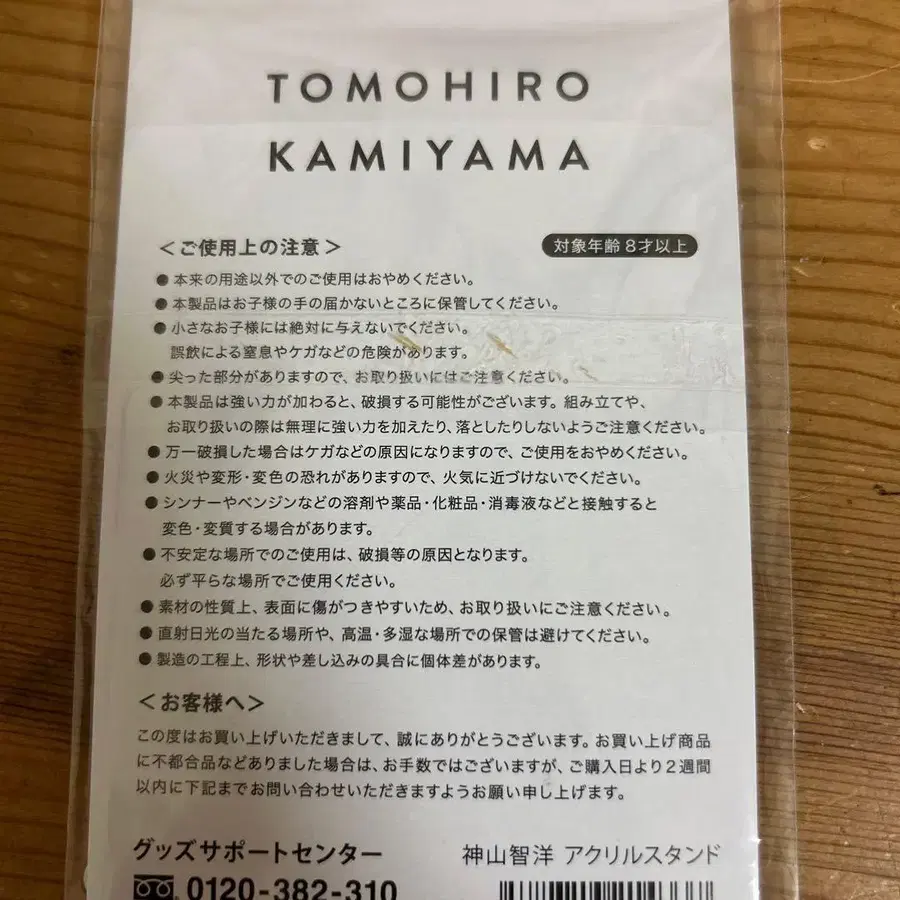 TOMOHIRO
KAMIYAMA
<ご使用上の注意>
対象年齢 8才以上
●本来の用途以外でのご使用はおやめください。
●本製品はお子様の手の届かないところに保管してください。
●小さなお子様には絶対に与えないでください。
誤飲による窒息やケガなどの危険があります。
●尖った部分がありますので、お取り扱いにはご注意ください。
●本製品は強い力が加わると、破損する可能性がございます。組み立てや、
お取り扱いの際は無理に強い力を加えたり、落としたりしないようご注意ください。
●万一破損した場合はケガなどの原因になりますので、ご使用をおやめください。
●火災や変形・変色の恐れがありますので、火気に近づけないでください。
●シンナーやベンジンなどの溶剤や薬品・化粧品・消毒液などと接触すると
変色・変質する場合があります。
●不安定な場所でのご使用は、破損等の原因となります。
必ず平らな場所でご使用ください。
●素材の性質上、表面に傷がつきやすいため、お取り扱いにご注意ください。
●直射日光の当たる場所や、高温・多湿な場所での保管は避けてください。
●製造の工程上、形状や差し込みの具合に個体差があります。
<お客様へ>
この度はお買い上げいただきまして、誠にありがとうございます。お買い上げ商品
に不都合品などありました場合は、お手数ではございますが、ご購入日より2週間
以内に下記までお問い合わせいただきますようお願い申し上げます。
グッズサポートセンター
神山智洋 アクリルスタンド
0120-382-310